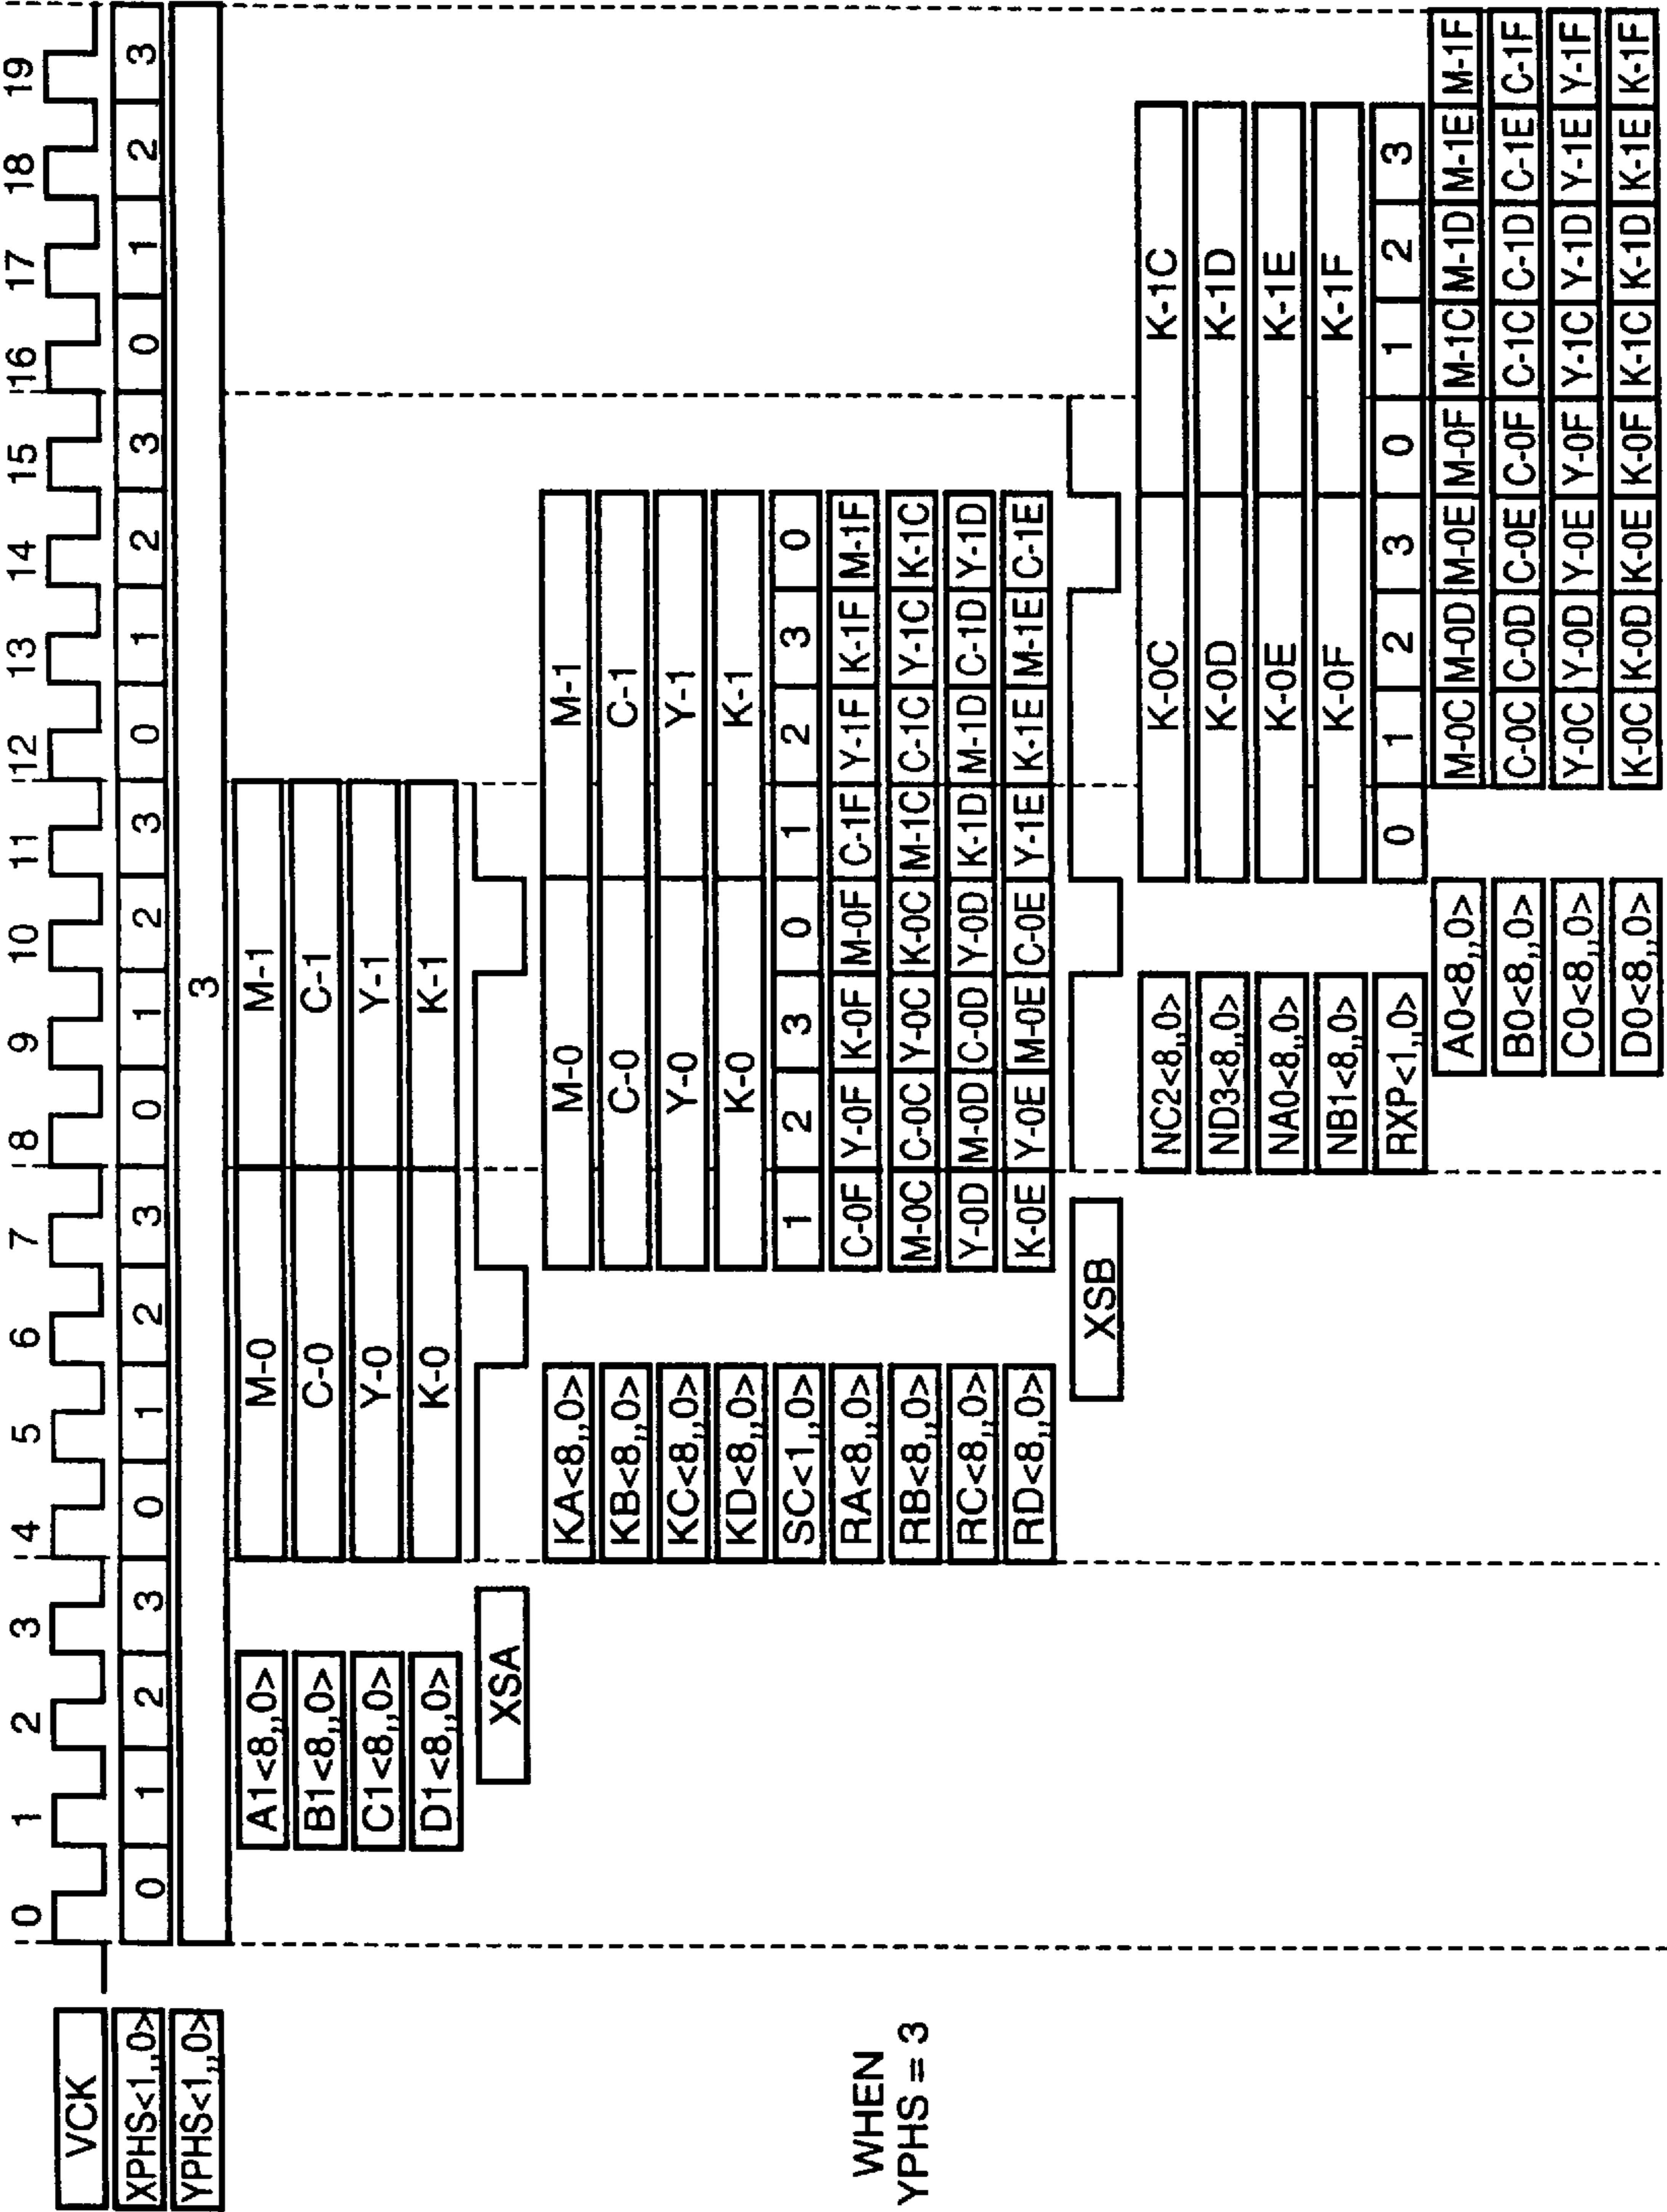 0 1 2 3 4 5 6 7 8 9 10 11 12 13 14 15 16 17 18 19
VCK
XPHS<1,,0> 0 1 2 3 0 1 2 3 0 1 2 3 0 1 2 3 0 1 2 3
YPHS<1,,0> 3
A1<8,,0> M-0 M-1
B1<8,,0> C-0 C-1
C1<8,,0> Y-0 Y-1
D1<8,,0> K-0 K-1
XSA
KA<8,,0> M-0 M-1
KB<8,,0> C-0 C-1
KC<8,,0> Y-0 Y-1
KD<8,,0> K-0 K-1
SC<1,,0> 1 2 3 0 1 2 3 0
RA<8,,0> C-0F Y-0F K-0F M-0F C-1F Y-1F K-1F M-1F
WHEN
YPHS = 3
RB<8,,0> M-0C C-0C Y-0C K-0C M-1C C-1C Y-1C K-1C
RC<8,,0> Y-0D M-0D C-0D Y-0D K-1D M-1D C-1D Y-1D
RD<8,,0> K-0E Y-0E M-0E C-0E Y-1E K-1E M-1E C-1E
XSB
NC2<8,,0> K-0C K-1C
ND3<8,,0> K-0D K-1D
NA0<8,,0> K-0E K-1E
NB1<8,,0> K-0F K-1F
RXP<1,,0> 0 1 2 3 0 1 2 3
A0<8,,0> M-0C M-0D M-0E M-0F M-1C M-1D M-1E M-1F
B0<8,,0> C-0C C-0D C-0E C-0F C-1C C-1D C-1E C-1F
C0<8,,0> Y-0C Y-0D Y-0E Y-0F Y-1C Y-1D Y-1E Y-1F
D0<8,,0> K-0C K-0D K-0E K-0F K-1C K-1D K-1E K-1F